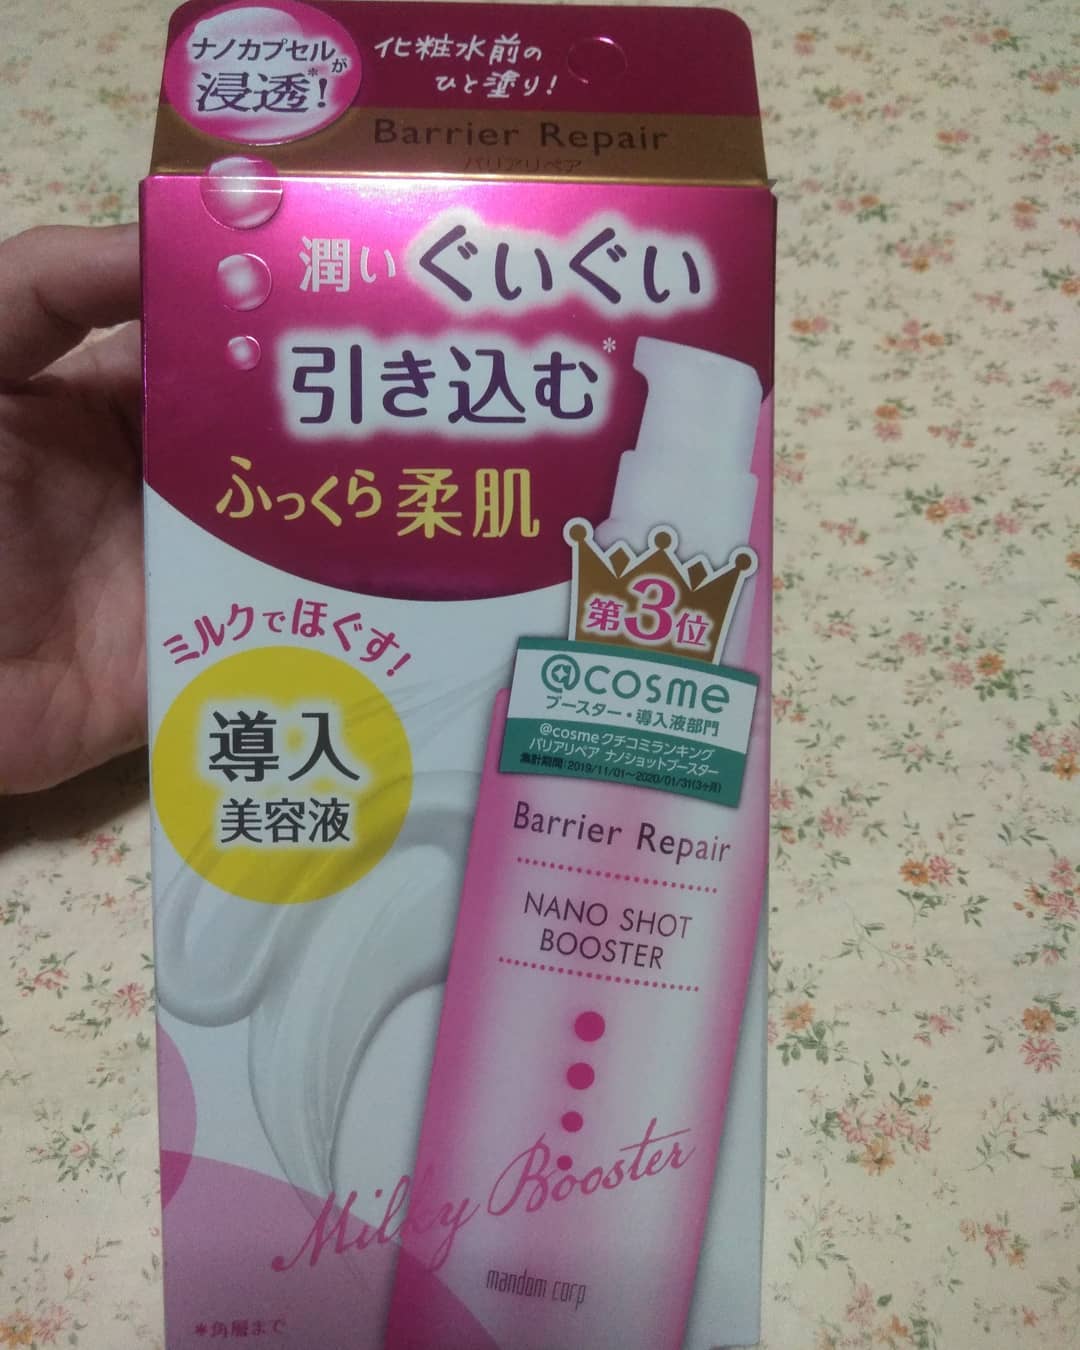 ナノカプセルが
浸透*!
化粧水前の
ひと塗り!
Barrier Repair
バリアリペア
潤いぐいぐい
引き込む*
ふっくら柔肌
ミルクでほぐす!
導入
美容液
第3位
@cosme
ブースター・導入液部門
@cosmeクチコミランキング
バリアリペア ナノショットブースター
集計期間:2019/11/01~2020/01/31(3ヶ月)
Barrier Repair
NANO SHOT
BOOSTER
Milky Booster
mandom corp
*角層まで